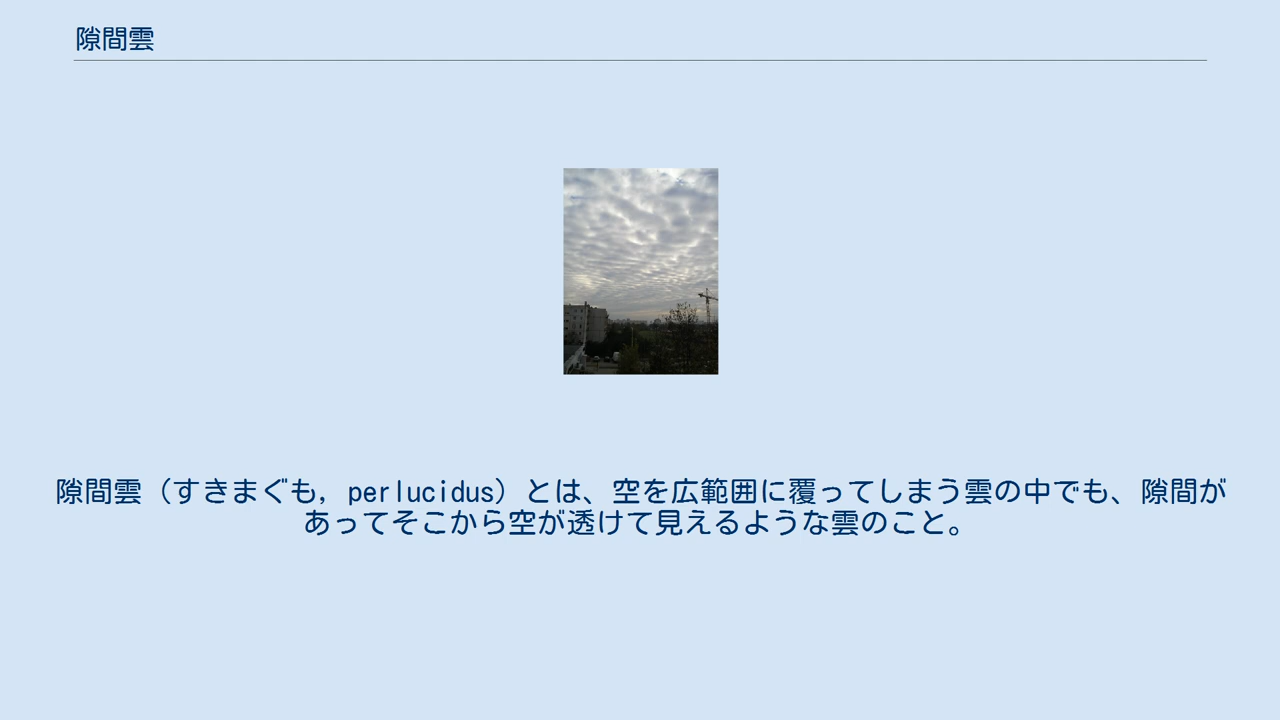 隙間雲
隙間雲（すきまぐも，perlucidus）とは、空を広範囲に覆ってしまう雲の中でも、隙間が
あってそこから空が透けて見えるような雲のこと。